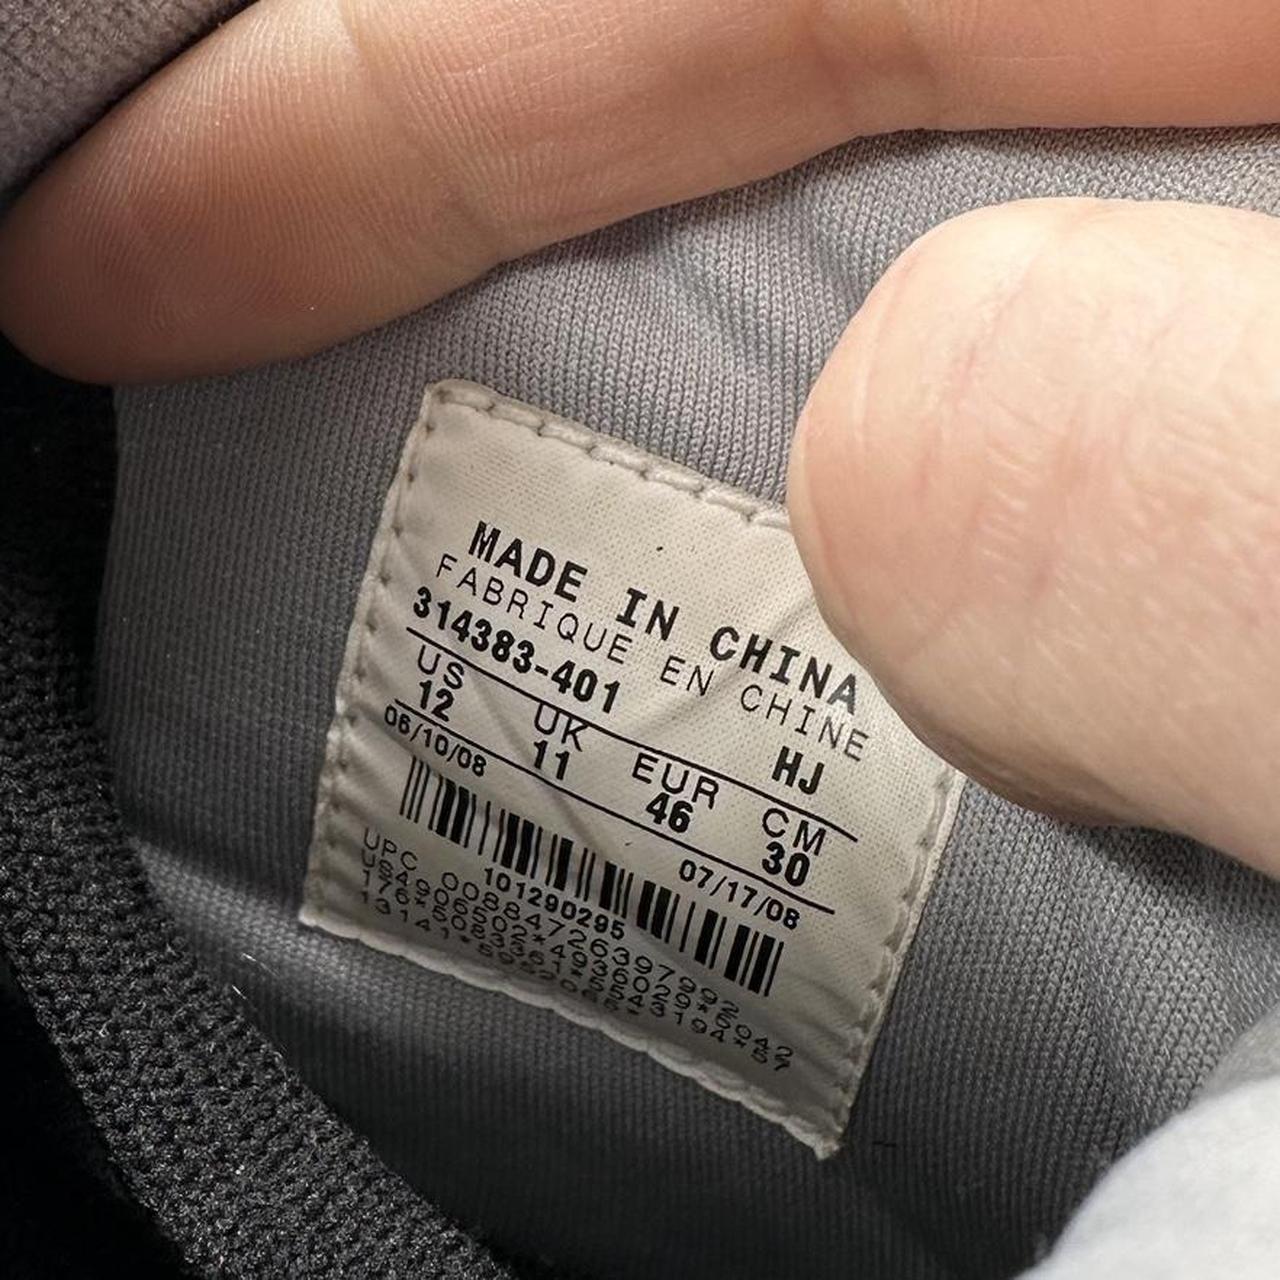 MADE IN CHINA
FABRIQUE EN CHINE
314383-401 HJ
US UK EUR CM
12 11 46 30
06/10/08 07/17/08
101290295
UPC